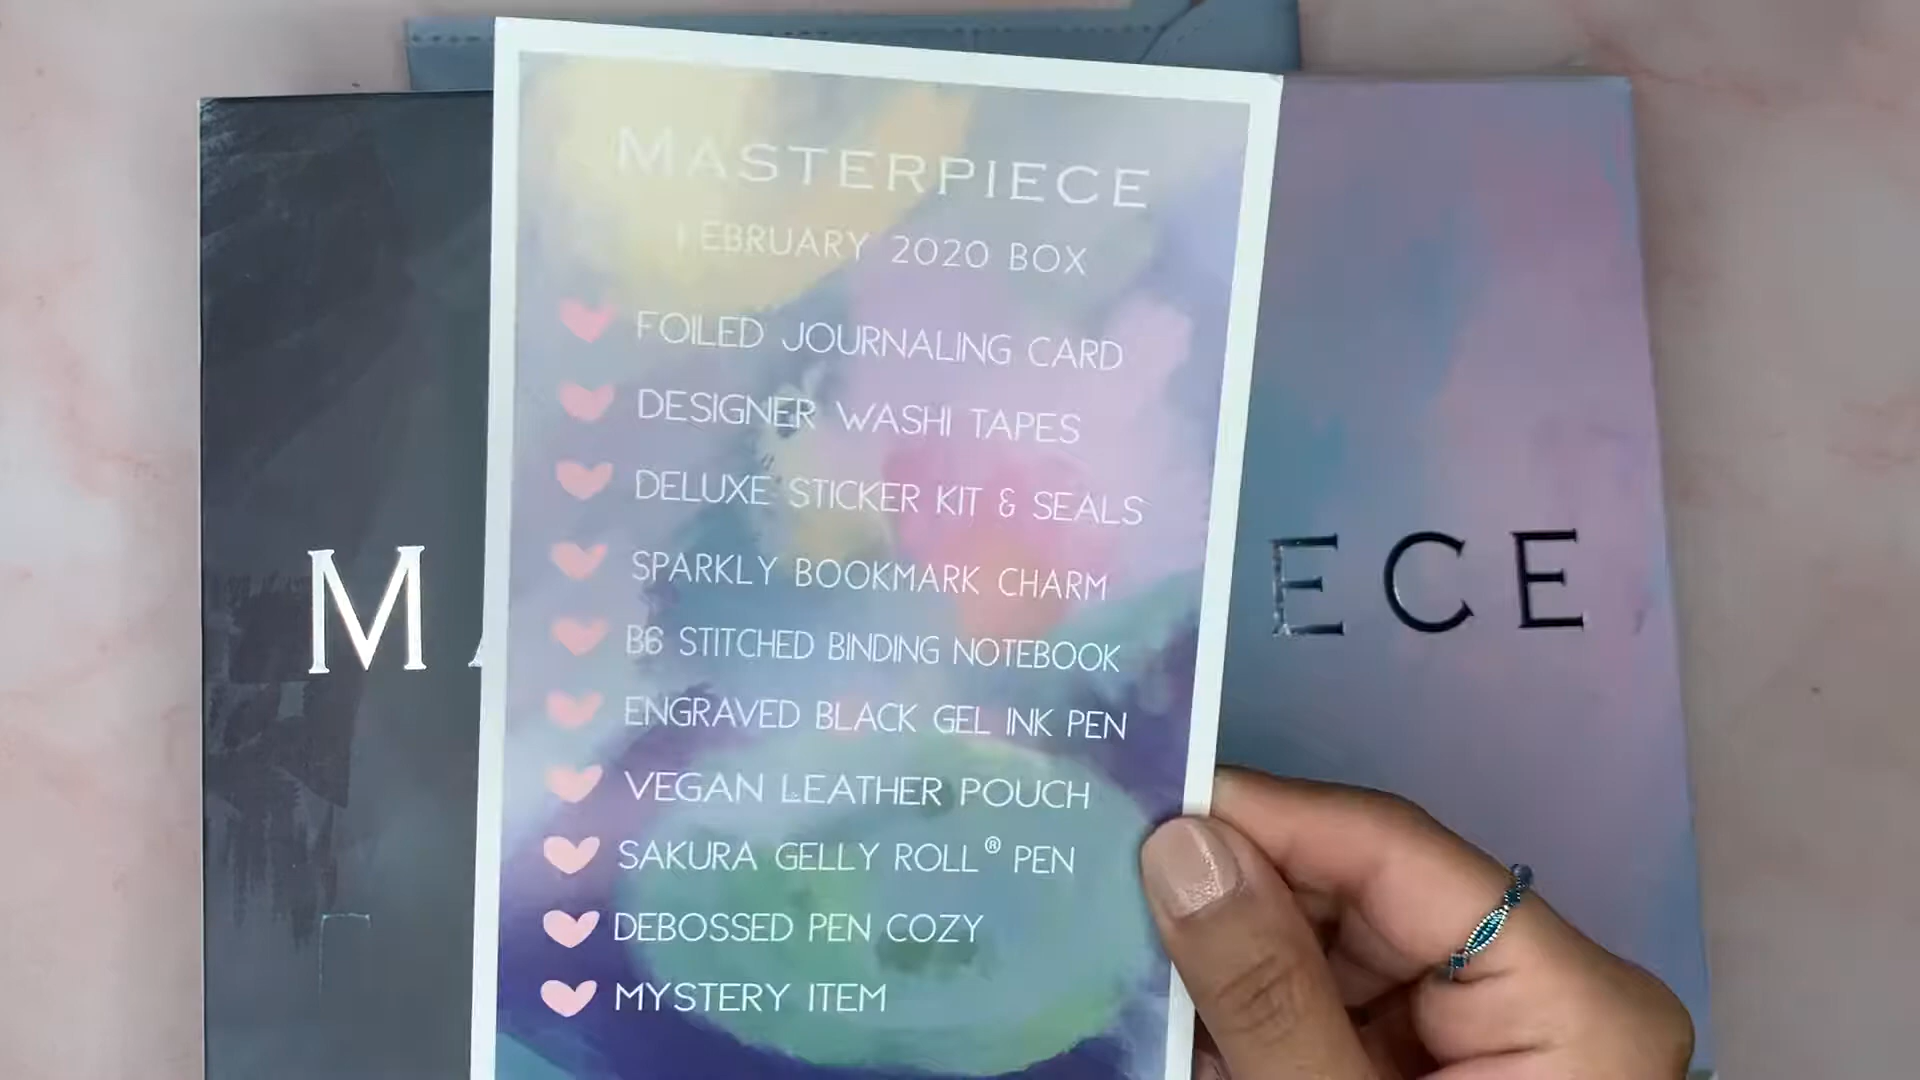 MASTERPIECE
FEBRUARY 2020 BOX
FOILED JOURNALING CARD
DESIGNER WASHI TAPES
DELUXE STICKER KIT & SEALS
SPARKLY BOOKMARK CHARM
B6 STITCHED BINDING NOTEBOOK
ENGRAVED BLACK GEL INK PEN
VEGAN LEATHER POUCH
SAKURA GELLY ROLL® PEN
DEBOSSED PEN COZY
MYSTERY ITEM
MA ECE